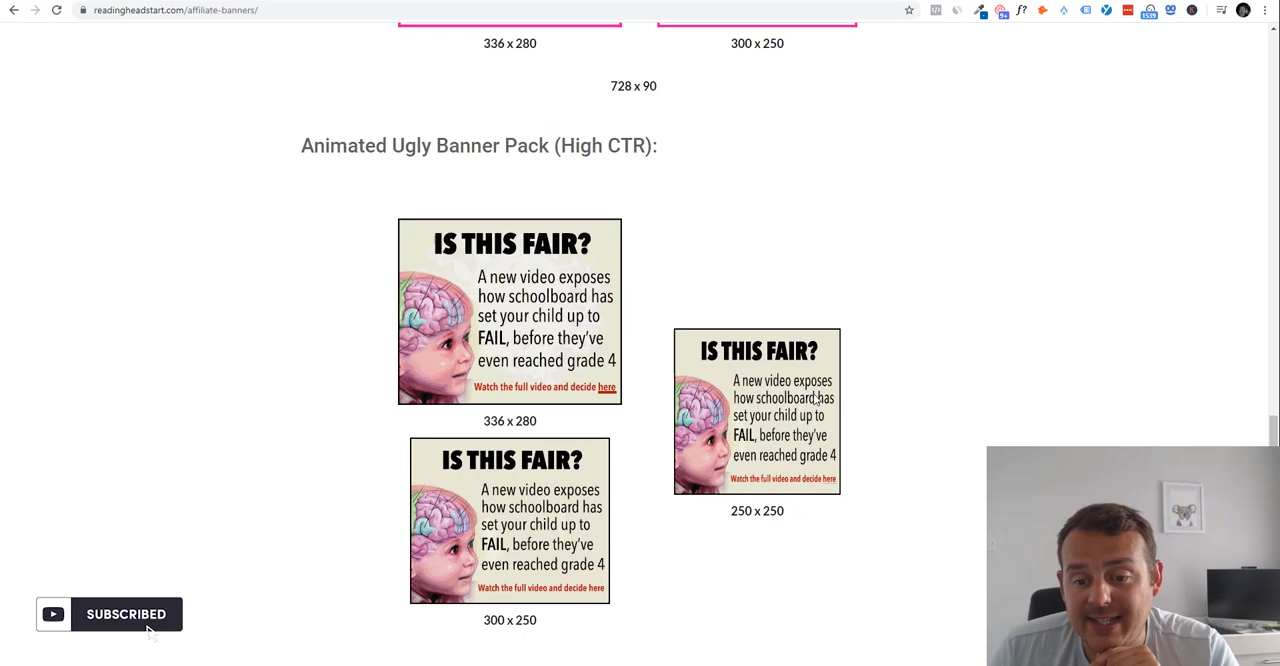 readingheadstart.com/affiliate-banners/
9+
f?
1539
336 x 280
300 x 250
728 x 90
Animated Ugly Banner Pack (High CTR):
IS THIS FAIR?
A new video exposes
how schoolboard has
set your child up to
FAIL, before they've
even reached grade 4
Watch the full video and decide here
336 x 280
IS THIS FAIR?
A new video exposes
how schoolboard has
set your child up to
FAIL, before they've
even reached grade 4
Watch the full video and decide here
250 x 250
IS THIS FAIR?
A new video exposes
how schoolboard has
set your child up to
FAIL, before they've
even reached grade 4
Watch the full video and decide here
300 x 250
SUBSCRIBED